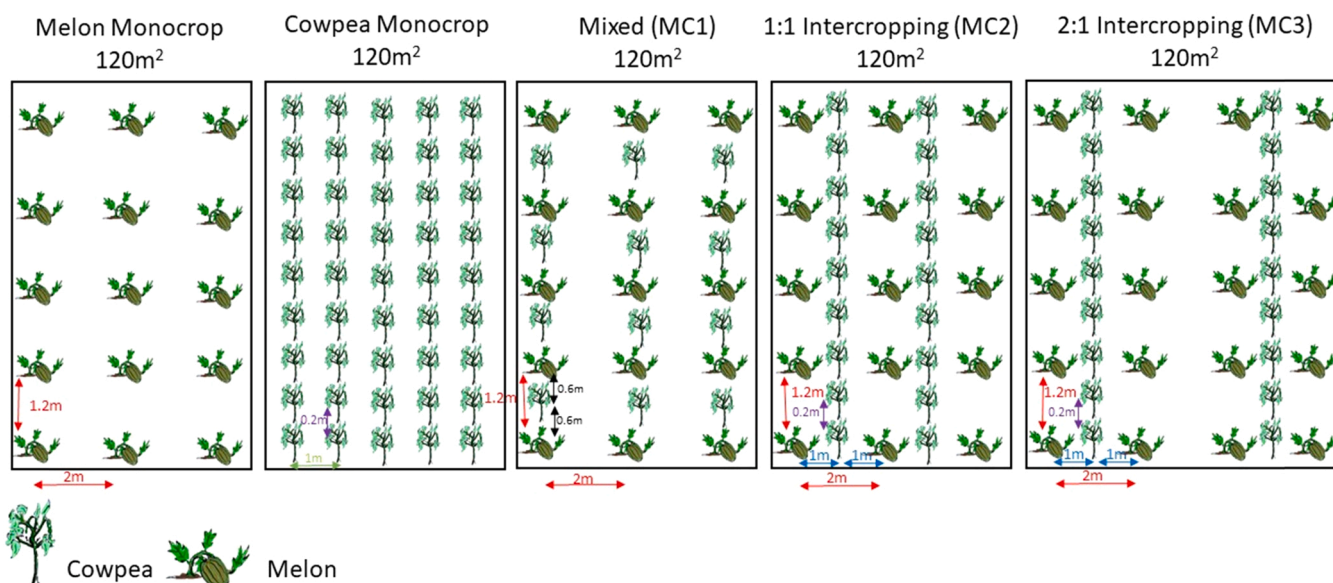 Melon Monocrop
120m²
Cowpea Monocrop
120m²
Mixed (MC1)
120m²
1:1 Intercropping (MC2)
120m²
2:1 Intercropping (MC3)
120m²
1.2m
2m
0.2m
1m
1.2m
0.6m
0.6m
2m
1.2m
0.2m
1m
1m
2m
1.2m
0.2m
1m
1m
2m
Cowpea
Melon